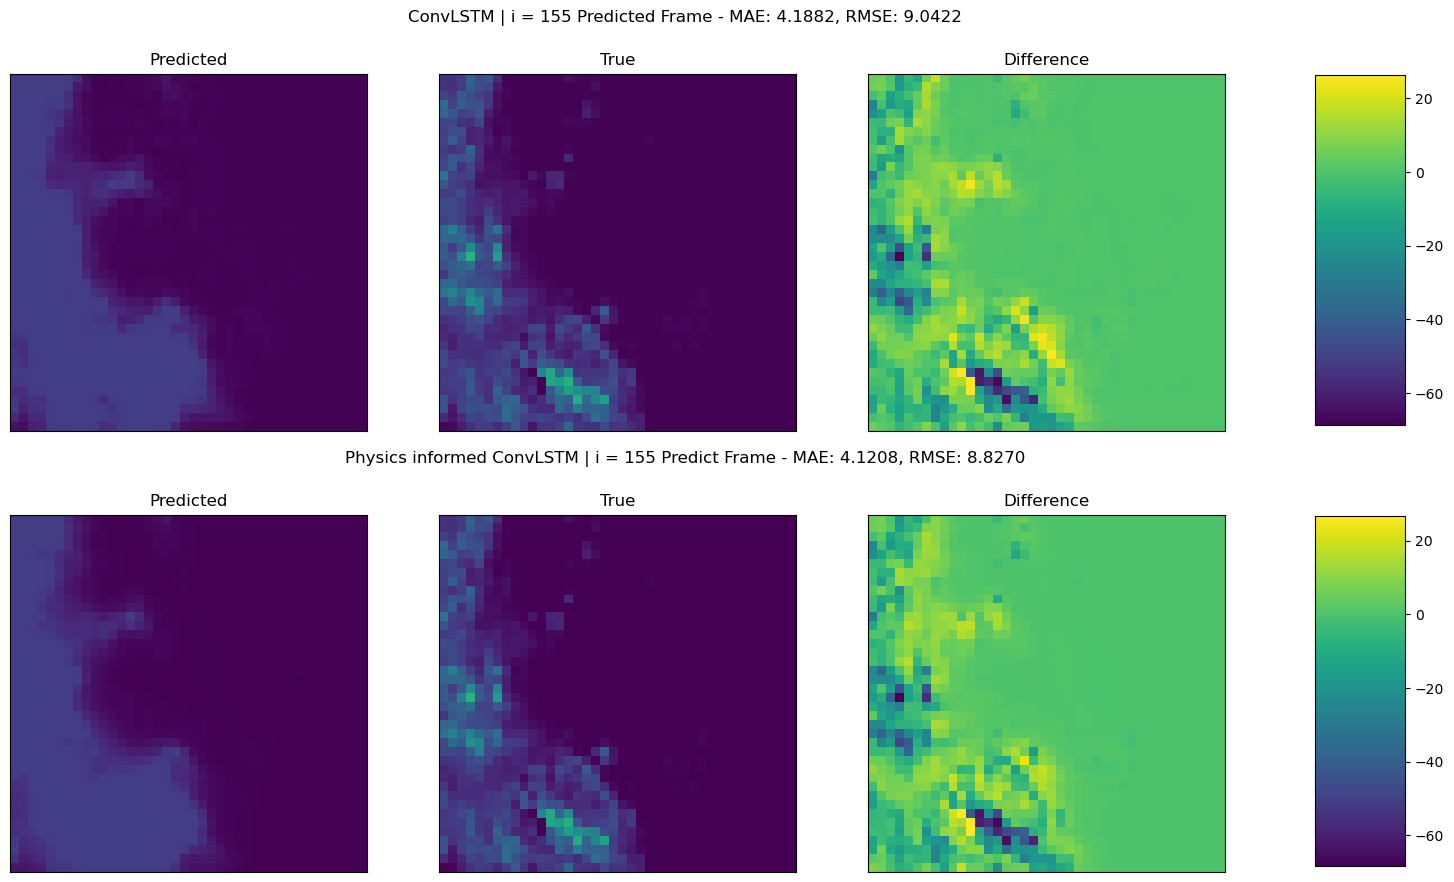 ConvLSTM | i = 155 Predicted Frame - MAE: 4.1882, RMSE: 9.0422
Predicted
True
Difference
20
0
−20
−40
−60
Physics informed ConvLSTM | i = 155 Predict Frame - MAE: 4.1208, RMSE: 8.8270
Predicted
True
Difference
20
0
−20
−40
−60